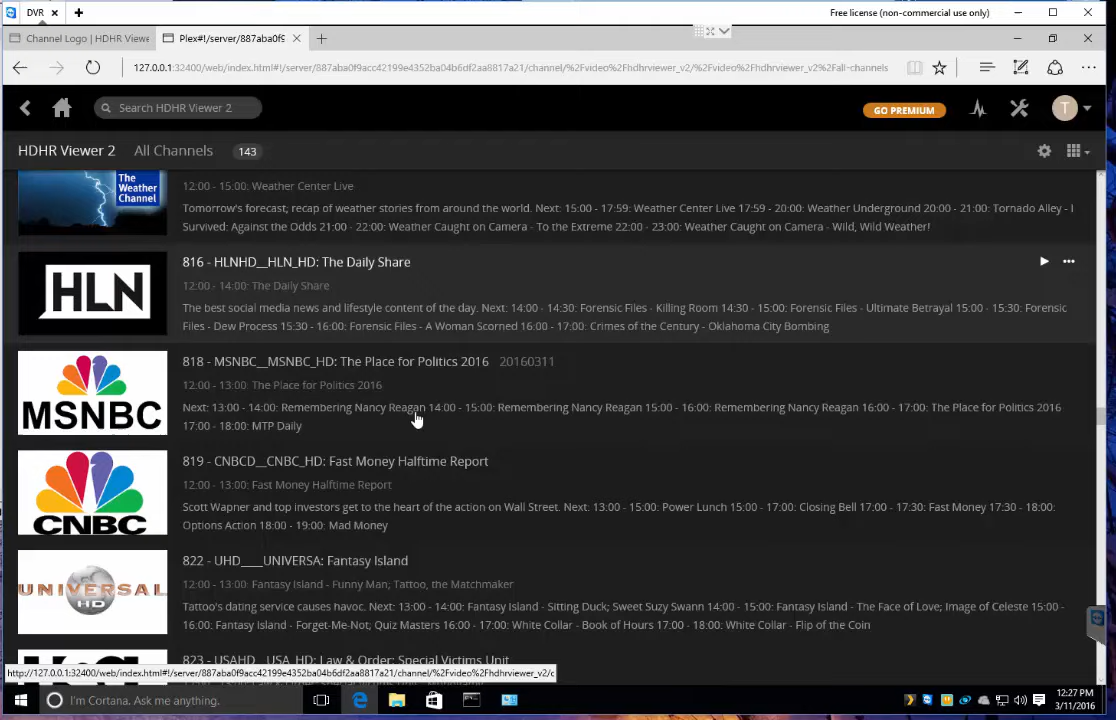 DVR
Free license (non-commercial use only)
Channel Logo | HDHR Viewe
Plex#!/server/887aba0f9
127.0.0.1:32400/web/index.html#!/server/887aba0f9acc42199e4352ba04b6df2aa8817a21/channel/%2Fvideo%2Fhdhrviewer_v2/%2Fvideo%2Fhdhrviewer_v2%2Fall-channels
Search HDHR Viewer 2
GO PREMIUM
T
HDHR Viewer 2 All Channels 143
The Weather Channel
12:00 - 15:00: Weather Center Live
Tomorrow's forecast; recap of weather stories from around the world. Next: 15:00 - 17:59: Weather Center Live 17:59 - 20:00: Weather Underground 20:00 - 21:00: Tornado Alley - I
Survived: Against the Odds 21:00 - 22:00: Weather Caught on Camera - To the Extreme 22:00 - 23:00: Weather Caught on Camera - Wild, Wild Weather!
HLN
816 - HLNHD__HLN_HD: The Daily Share
12:00 - 14:00: The Daily Share
The best social media news and lifestyle content of the day. Next: 14:00 - 14:30: Forensic Files - Killing Room 14:30 - 15:00: Forensic Files - Ultimate Betrayal 15:00 - 15:30: Forensic
Files - Dew Process 15:30 - 16:00: Forensic Files - A Woman Scorned 16:00 - 17:00: Crimes of the Century - Oklahoma City Bombing
MSNBC
818 - MSNBC__MSNBC_HD: The Place for Politics 2016 20160311
12:00 - 13:00: The Place for Politics 2016
Next: 13:00 - 14:00: Remembering Nancy Reagan 14:00 - 15:00: Remembering Nancy Reagan 15:00 - 16:00: Remembering Nancy Reagan 16:00 - 17:00: The Place for Politics 2016
17:00 - 18:00: MTP Daily
CNBC
819 - CNBCD__CNBC_HD: Fast Money Halftime Report
12:00 - 13:00: Fast Money Halftime Report
Scott Wapner and top investors get to the heart of the action on Wall Street. Next: 13:00 - 15:00: Power Lunch 15:00 - 17:00: Closing Bell 17:00 - 17:30: Fast Money 17:30 - 18:00:
Options Action 18:00 - 19:00: Mad Money
UNIVERSAL HD
822 - UHD____UNIVERSA: Fantasy Island
12:00 - 13:00: Fantasy Island - Funny Man; Tattoo, the Matchmaker
Tattoo's dating service causes havoc. Next: 13:00 - 14:00: Fantasy Island - Sitting Duck; Sweet Suzy Swann 14:00 - 15:00: Fantasy Island - The Face of Love; Image of Celeste 15:00 -
16:00: Fantasy Island - Forget-Me-Not; Quiz Masters 16:00 - 17:00: White Collar - Book of Hours 17:00 - 18:00: White Collar - Flip of the Coin
823 - USAHD__USA_HD: Law & Order: Special Victims Unit
http://127.0.0.1:32400/web/index.html#!/server/887aba0f9acc42199e4352ba04b6df2aa8817a21/channel/%2Fvideo%2Fhdhrviewer_v2/c
I'm Cortana. Ask me anything.
12:27 PM
3/11/2016